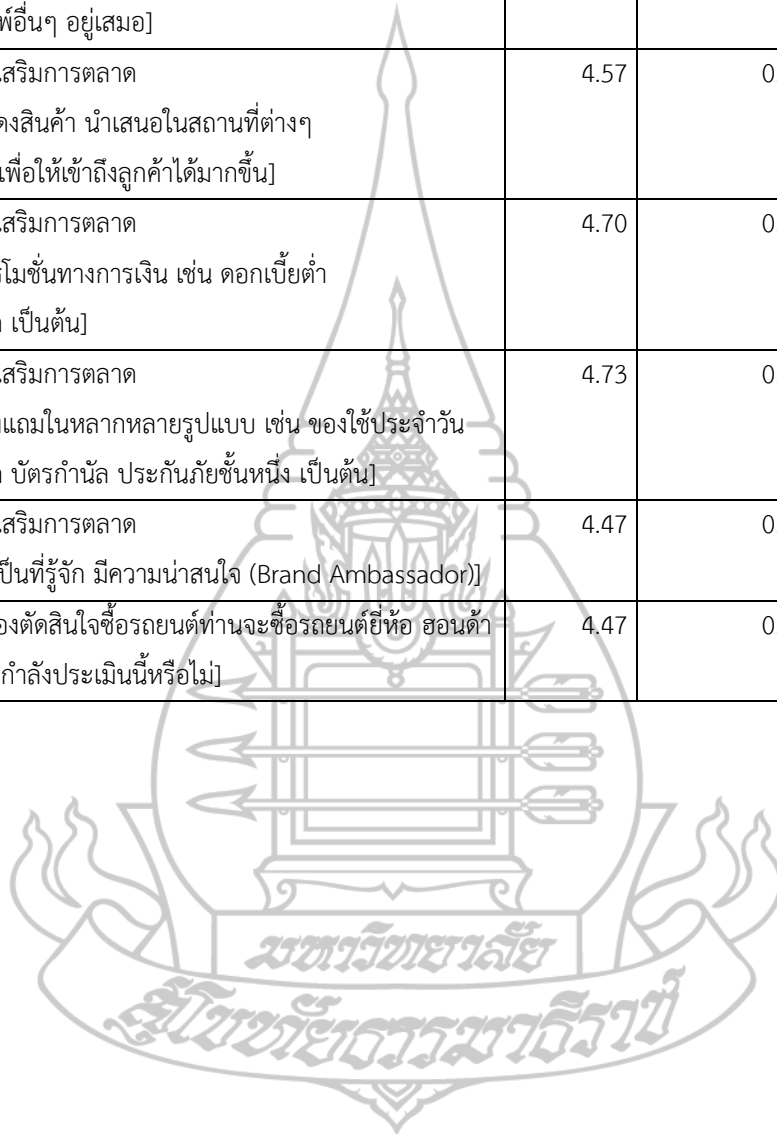 พ์อื่นๆ อยู่เสมอ]
เสริมการตลาด 4.57 0
ดงสินค้า นำเสนอในสถานที่ต่างๆ
เพื่อให้เข้าถึงลูกค้าได้มากขึ้น]
เสริมการตลาด 4.70 0
รโมชั่นทางการเงิน เช่น ดอกเบี้ยต่ำ
เป็นต้น]
เสริมการตลาด 4.73 0
แถมในหลากหลายรูปแบบ เช่น ของใช้ประจำวัน
บัตรกำนัล ประกันภัยชั้นหนึ่ง เป็นต้น]
เสริมการตลาด 4.47 0
ป็นที่รู้จัก มีความน่าสนใจ (Brand Ambassador)]
องตัดสินใจซื้อรถยนต์ท่านจะซื้อรถยนต์ยี่ห้อ ฮอนด้า 4.47 0
กำลังประเมินนี้หรือไม่]
มหาวิทยาลัย
สุโขทัยธรรมาธิราช